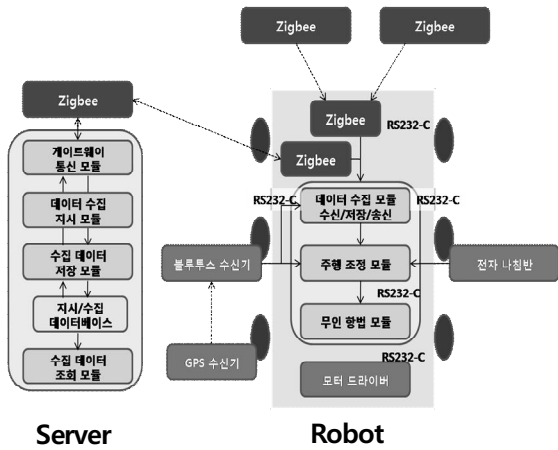 Zigbee
Zigbee
Zigbee
Zigbee
RS232-C
Zigbee
게이트웨이
통신 모듈
데이터 수집
지시 모듈
수집 데이터
저장 모듈
지시/수집
데이터베이스
수집 데이터
조회 모듈
RS232-C
RS232-C
데이터 수집 모듈
수신/저장/송신
블루투스 수신기
주행 조정 모듈
전자 나침반
RS232-C
무인 항법 모듈
GPS 수신기
RS232-C
모터 드라이버
Server
Robot